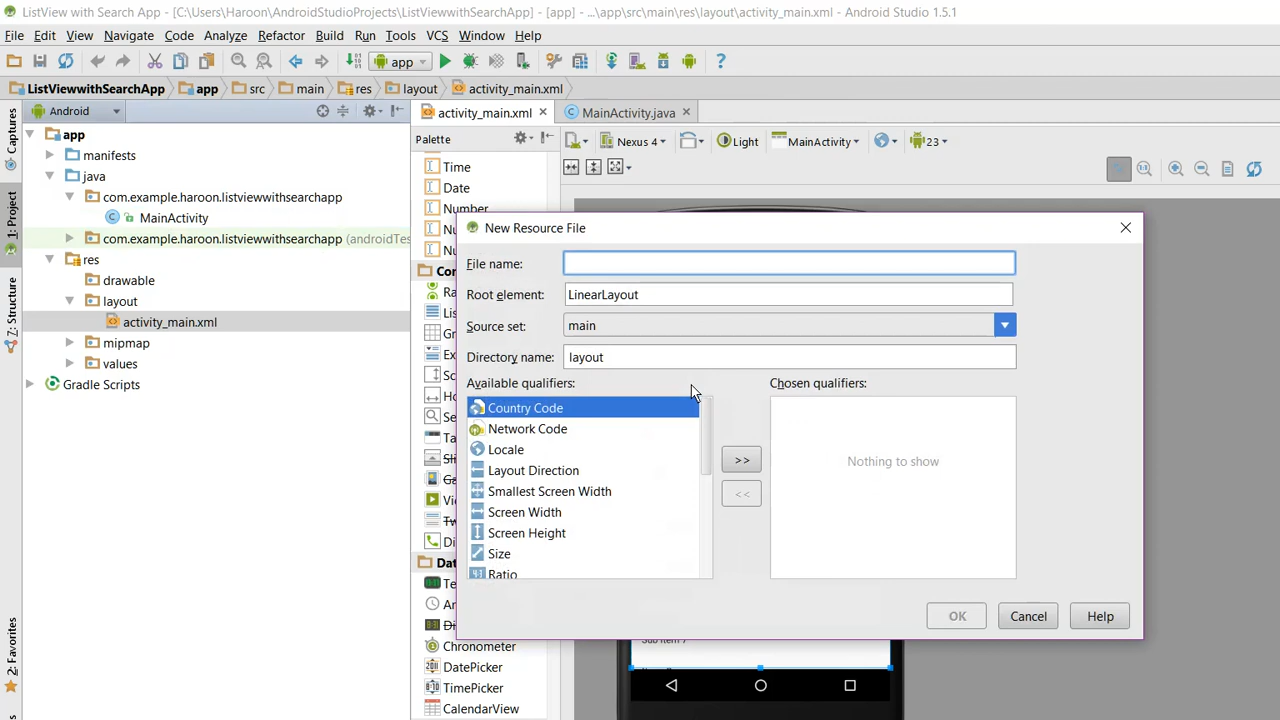 ListView with Search App - [C:\Users\Haroon\AndroidStudioProjects\ListViewwithSearchApp] - [app] - ...\app\src\main\res\layout\activity_main.xml - Android Studio 1.5.1
File Edit View Navigate Code Analyze Refactor Build Run Tools VCS Window Help
app
ListViewwithSearchApp app src main res layout activity_main.xml
Android
activity_main.xml MainActivity.java
Captures
1: Project
Z: Structure
2: Favorites
app
manifests
java
com.example.haroon.listviewwithsearchapp
MainActivity
com.example.haroon.listviewwithsearchapp (androidTes
res
drawable
layout
activity_main.xml
mipmap
values
Gradle Scripts
Palette
Nexus 4 Light MainActivity 23
Time
Date
Number
Chronometer
DatePicker
TimePicker
CalendarView
New Resource File
File name:
Root element: LinearLayout
Source set: main
Directory name: layout
Available qualifiers: Chosen qualifiers:
Country Code
Network Code
Locale
Layout Direction
Smallest Screen Width
Screen Width
Screen Height
Size
Ratio
>>
<<
Nothing to show
OK Cancel Help
Sub Item 7